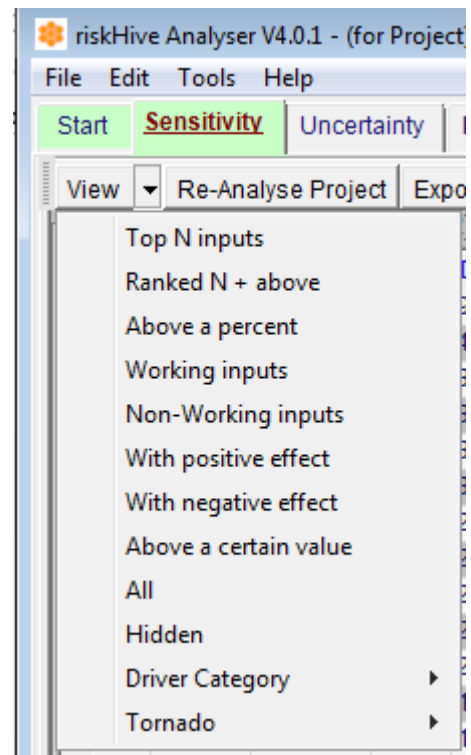 riskHive Analyser V4.0.1 - (for Project)
File Edit Tools Help
Start Sensitivity Uncertainty
View Re-Analyse Project Expo
Top N inputs
Ranked N + above
Above a percent
Working inputs
Non-Working inputs
With positive effect
With negative effect
Above a certain value
All
Hidden
Driver Category
Tornado